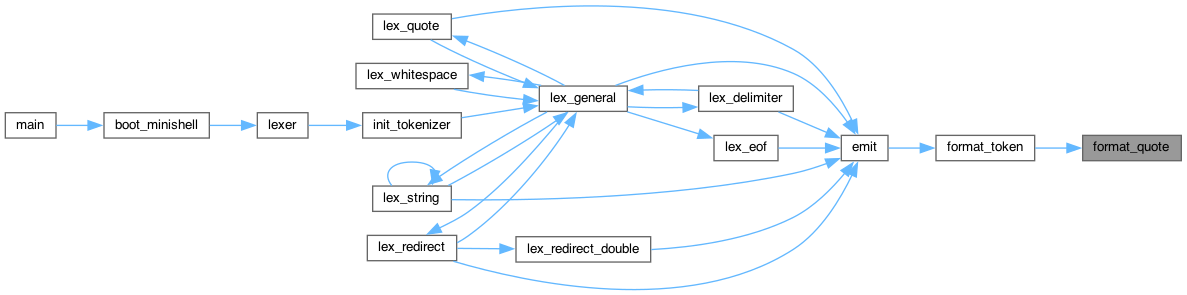 lex_quote
lex_whitespace
lex_general
lex_delimiter
main
boot_minishell
lexer
init_tokenizer
lex_eof
emit
format_token
format_quote
lex_string
lex_redirect
lex_redirect_double